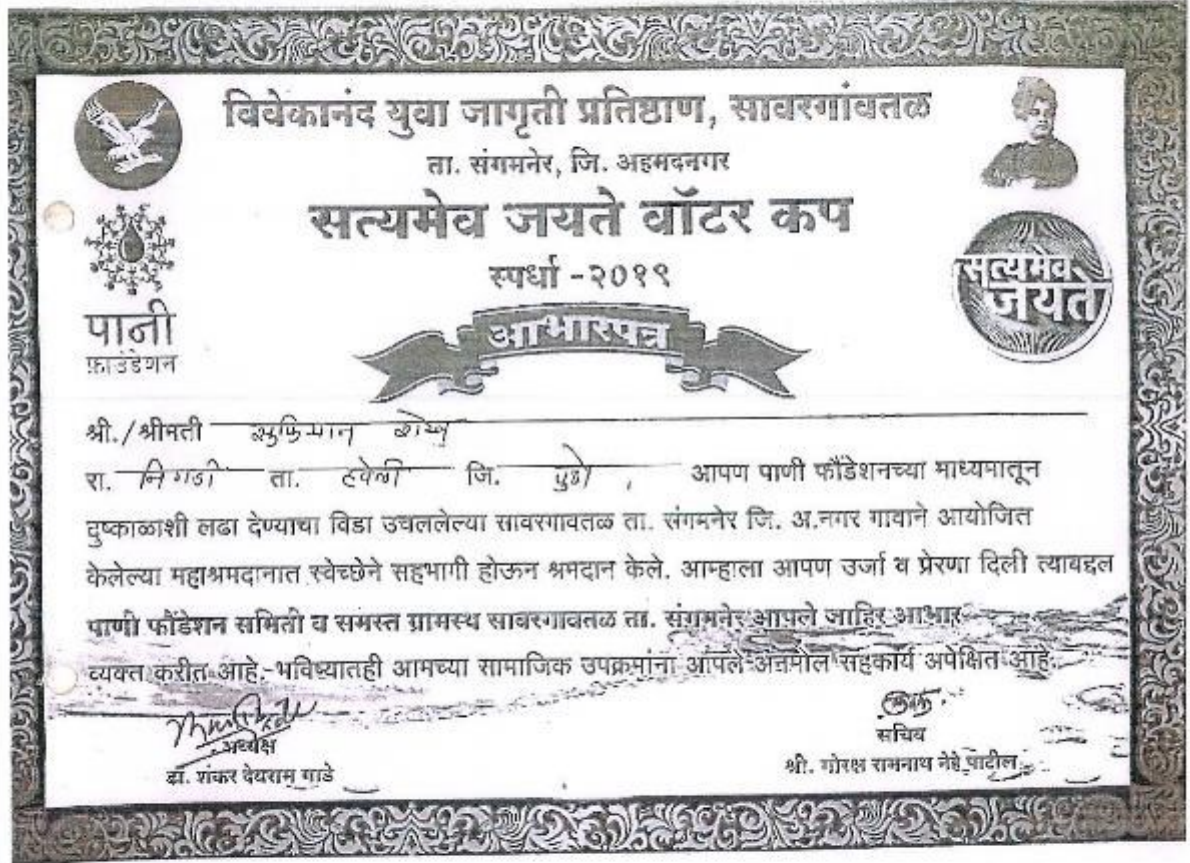 विवेकानंद युवा जागृती प्रतिष्ठाण, सावरगांवतळ
ता. संगमनेर, जि. अहमदनगर
सत्यमेव जयते वॉटर कप
स्पर्धा -२०१९
आभारपत्र
पानी
फ़ाउंडेशन
सत्यमेव
जयते
श्री./श्रीमती सुफियान शेख
रा. निगडी ता. हवेली जि. पुणे , आपण पाणी फौंडेशनच्या माध्यमातून
दुष्काळाशी लढा देण्याचा विडा उचललेल्या सावरगावतळ ता. संगमनेर जि. अ.नगर गावाने आयोजित
केलेल्या महाश्रमदानात स्वेच्छेने सहभागी होऊन श्रमदान केले. आम्हाला आपण उर्जा व प्रेरणा दिली त्याबद्दल
पाणी फौंडेशन समिती व समस्त ग्रामस्थ सावरगावतळ ता. संगमनेर आपले जाहिर आभार
व्यक्त करीत आहे. भविष्यातही आमच्या सामाजिक उपक्रमांना आपले अनमोल सहकार्य अपेक्षित आहे.
अध्यक्ष
डॉ. शंकर देवराम गाडे
सचिव
श्री. गोरक्ष रामनाथ नेहे पाटील